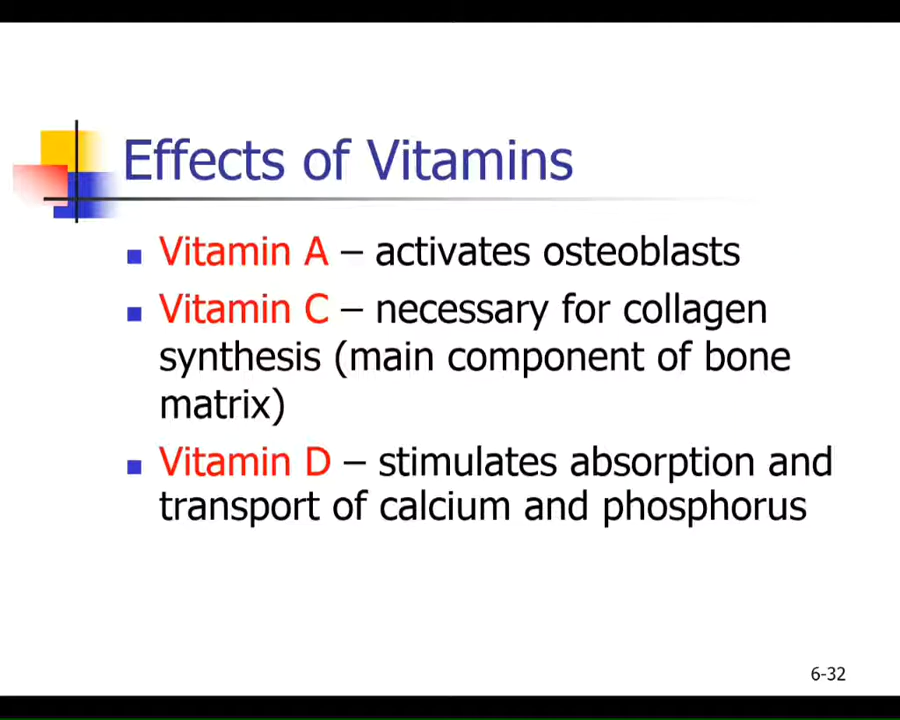 Effects of Vitamins
Vitamin A – activates osteoblasts
Vitamin C – necessary for collagen
synthesis (main component of bone
matrix)
Vitamin D – stimulates absorption and
transport of calcium and phosphorus
6-32